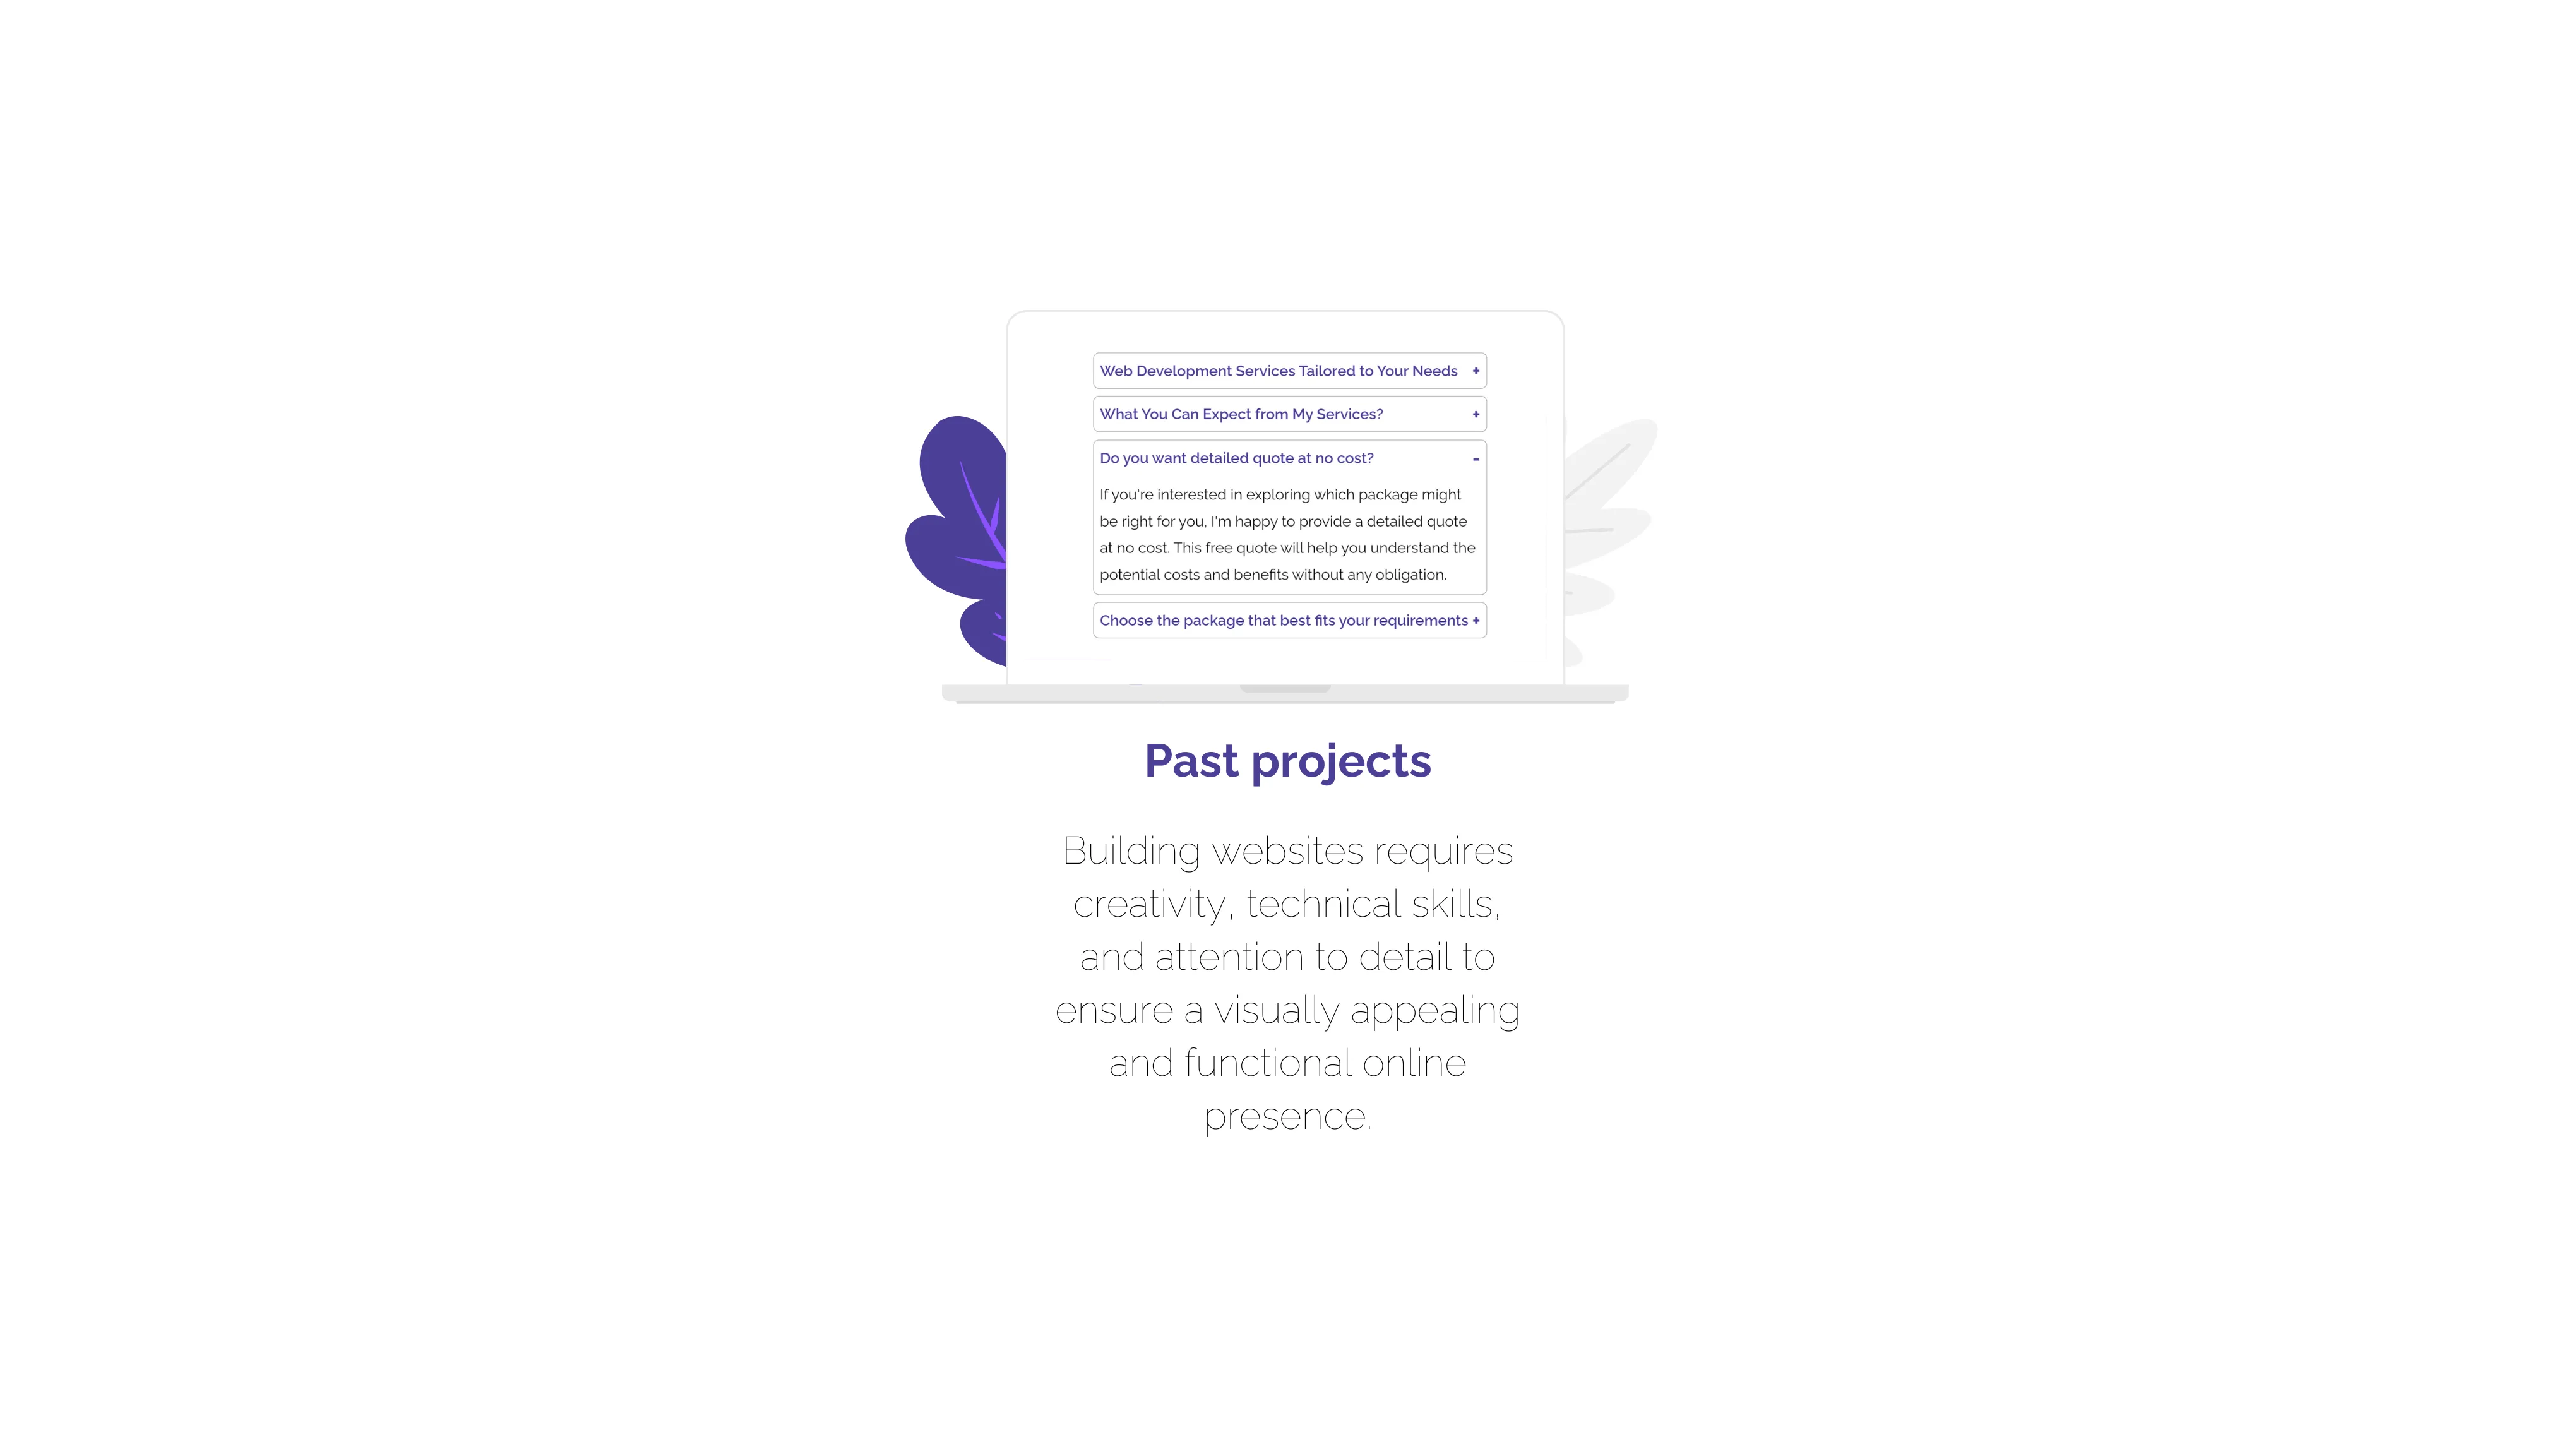 Web Development Services Tailored to Your Needs +
What You Can Expect from My Services? +
Do you want detailed quote at no cost? -
If you're interested in exploring which package might
be right for you, I'm happy to provide a detailed quote
at no cost. This free quote will help you understand the
potential costs and benefits without any obligation.
Choose the package that best fits your requirements +
Past projects
Building websites requires
creativity, technical skills,
and attention to detail to
ensure a visually appealing
and functional online
presence.